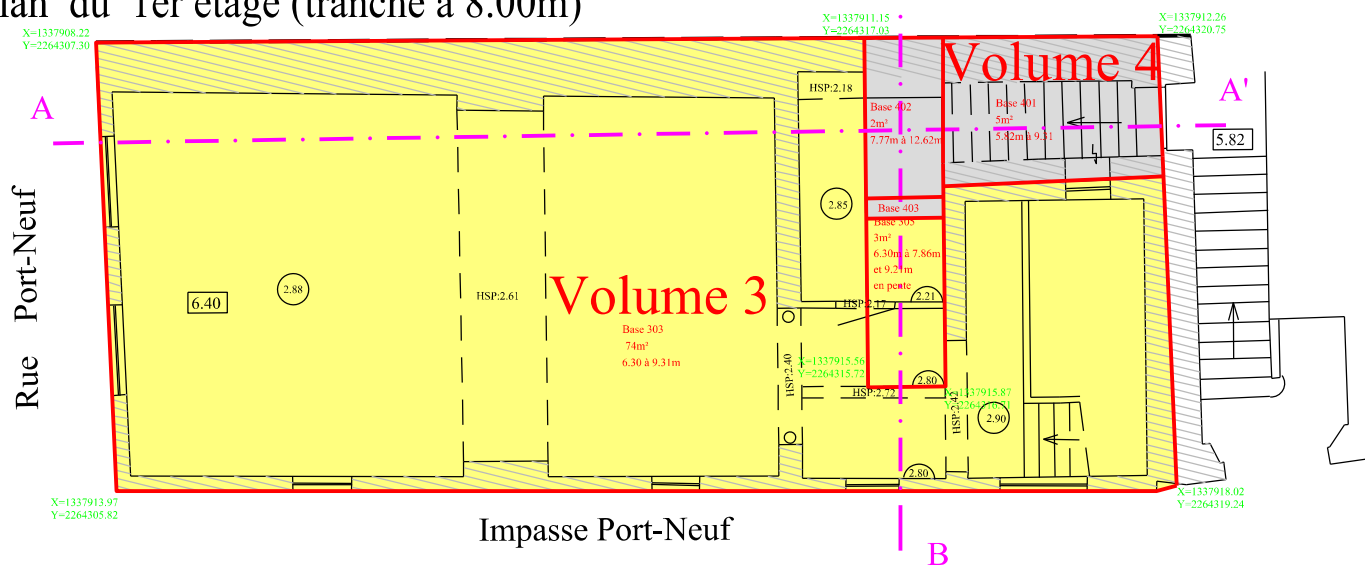 du 1er étage (tranche à 8.00m)
X=1337908.22
Y=2264307.30
X=1337911.15
Y=2264317.03
X=1337912.26
Y=2264320.75
Volume 4
A
A'
HSP:2.18
Base 402
2m²
7.77m à 12.62m
Base 401
5m²
5.82m à 9.31
5.82
Rue Port-Neuf
2.85
Base 403
Base 305
3m²
6.30m à 7.86m
et 9.21m
en pente
2.88
6.40
HSP:2.61
Volume 3
2.21
HSP:2.17
Base 303
74m²
6.30 à 9.31m
HSP:2.40
X=1337915.56
Y=2264315.72
2.80
HSP:2.72
X=1337915.87
HSP:2.42
2.90
2.80
X=1337913.97
Y=2264305.82
X=1337918.02
Y=2264319.24
Impasse Port-Neuf
B